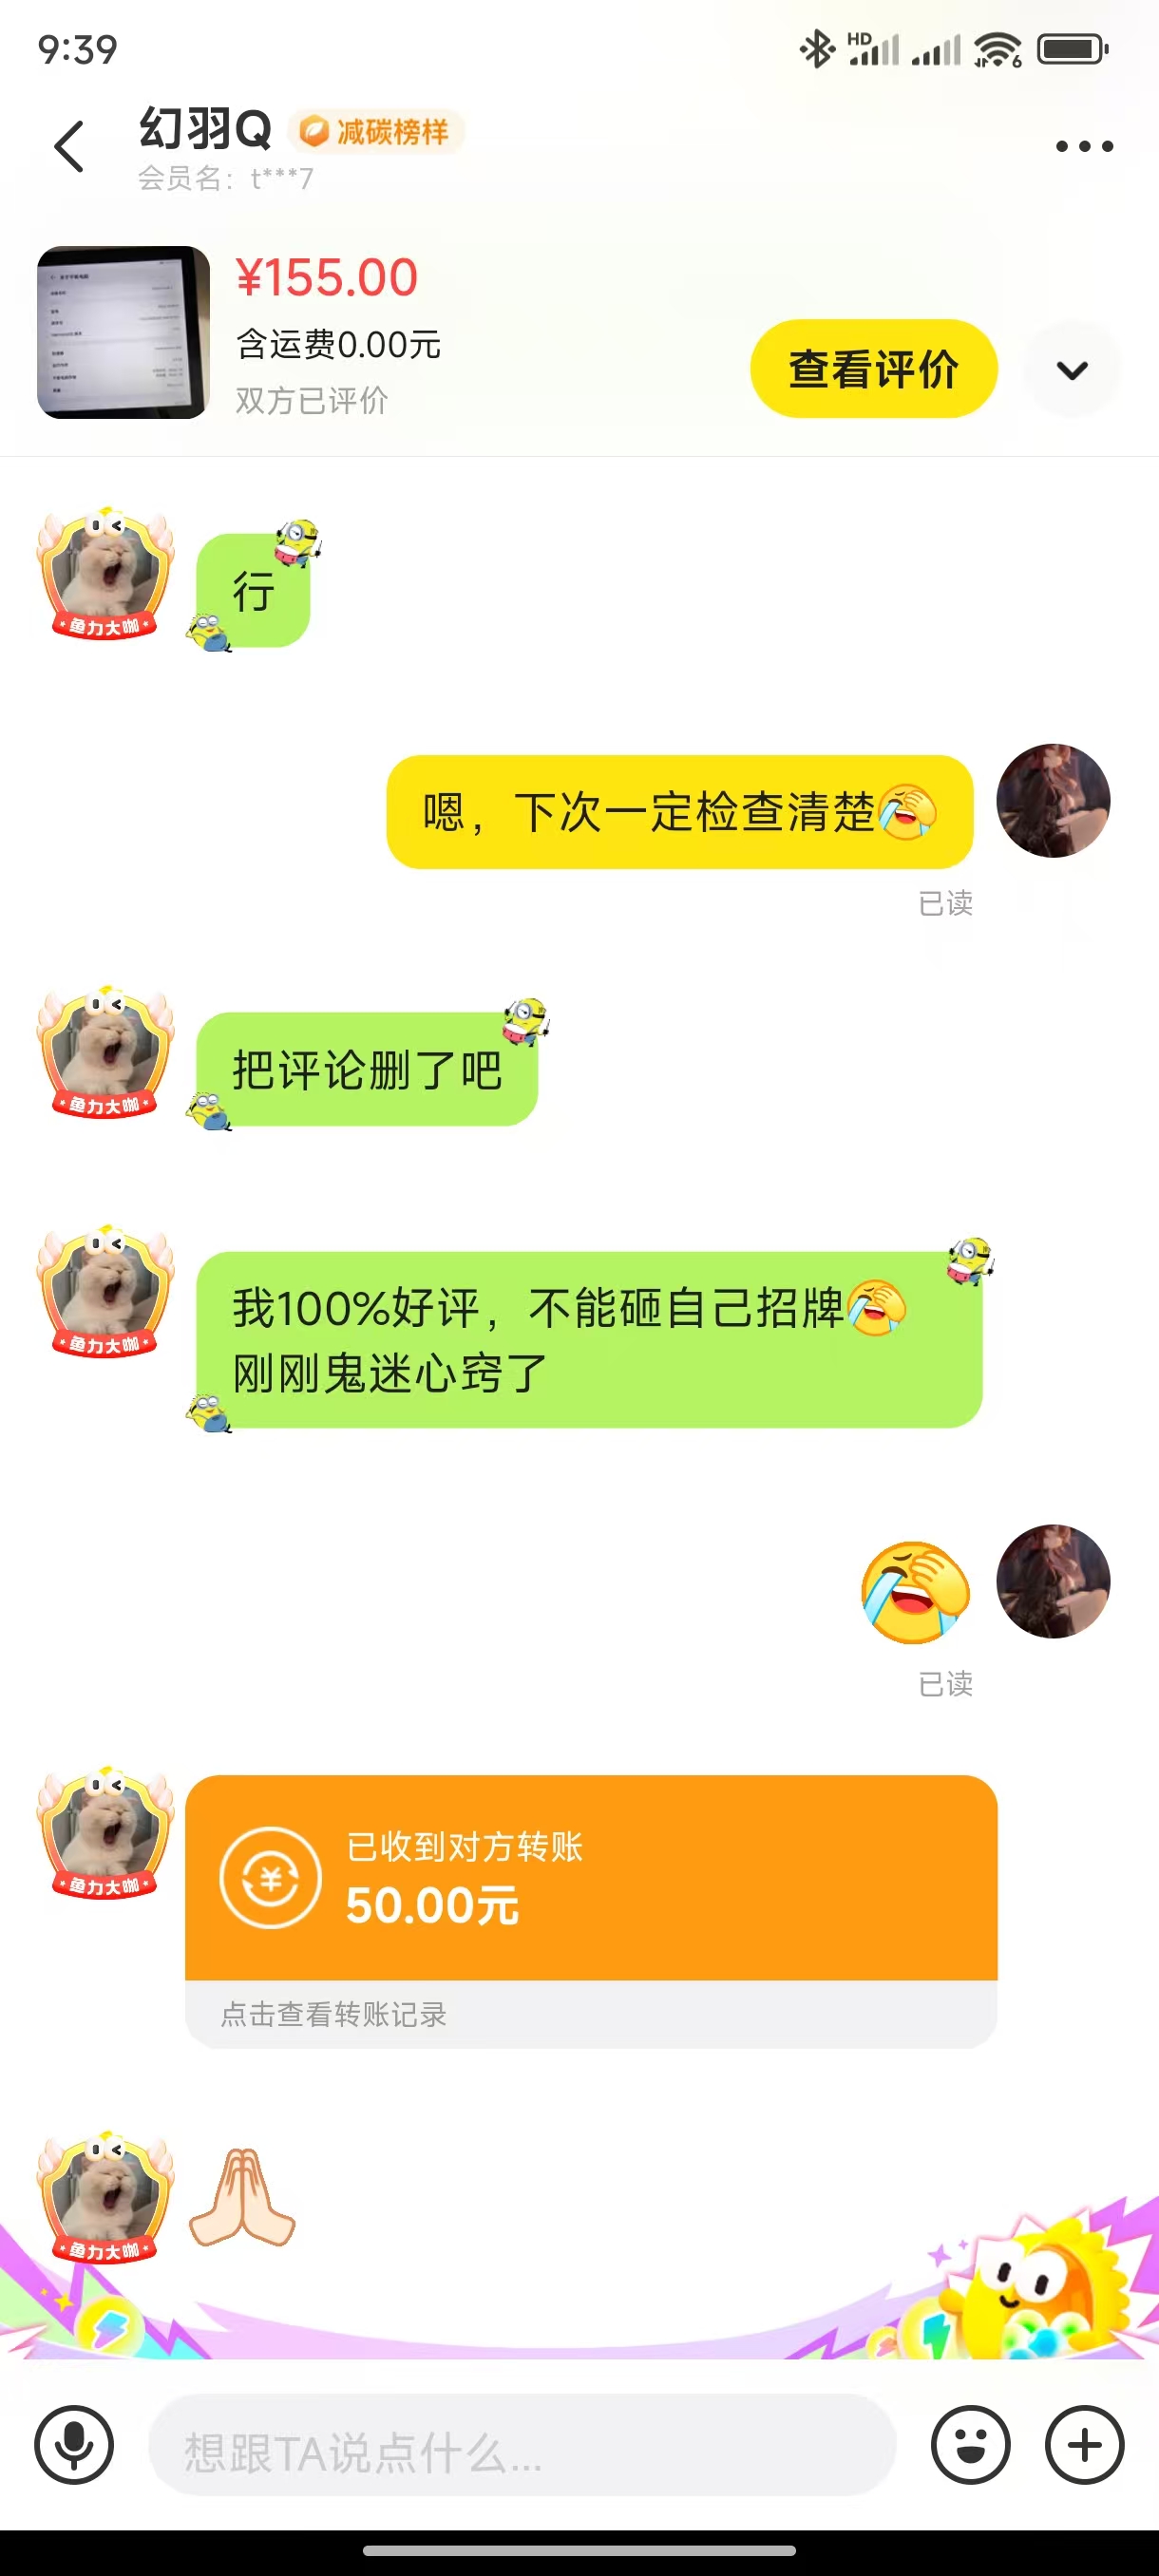 9:39
HD
6
幻羽Q
减碳榜样
会员名：t***7
¥155.00
含运费0.00元
双方已评价
查看评价
行
鱼力大咖
嗯，下次一定检查清楚
已读
把评论删了吧
鱼力大咖
我100%好评，不能砸自己招牌
刚刚鬼迷心窍了
鱼力大咖
已读
已收到对方转账
50.00元
点击查看转账记录
鱼力大咖
鱼力大咖
想跟TA说点什么...